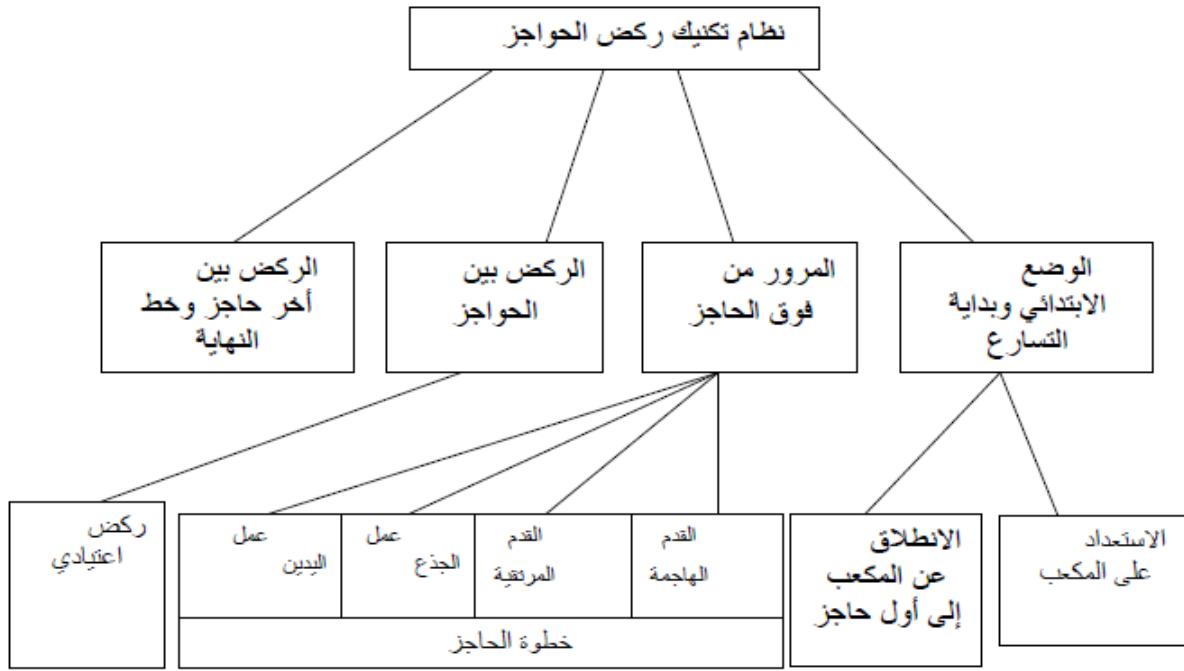 نظام تكنيك ركض الحواجز
الوضع
الابتدائي وبداية
التسارع
المرور من
فوق الحاجز
الركض بين
الحواجز
الركض بين
أخر حاجز وخط
النهاية
الاستعداد
على المكعب
الانطلاق
عن المكعب
إلى أول حاجز
القدم
الهاجمة
القدم
المرتقية
عمل
الجذع
عمل
اليدين
خطوة الحاجز
ركض
اعتيادي